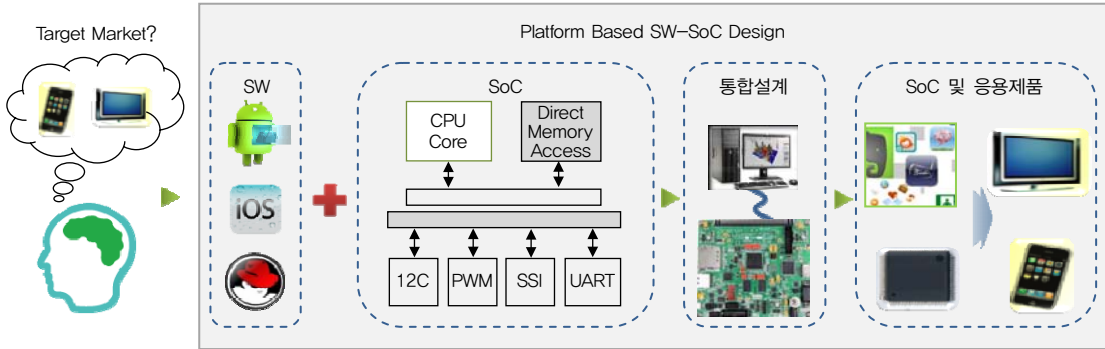 Target Market?
Platform Based SW-SoC Design
SW
iOS
SoC
CPU
Core
Direct
Memory
Access
12C
PWM
SSI
UART
통합설계
SoC 및 응용제품